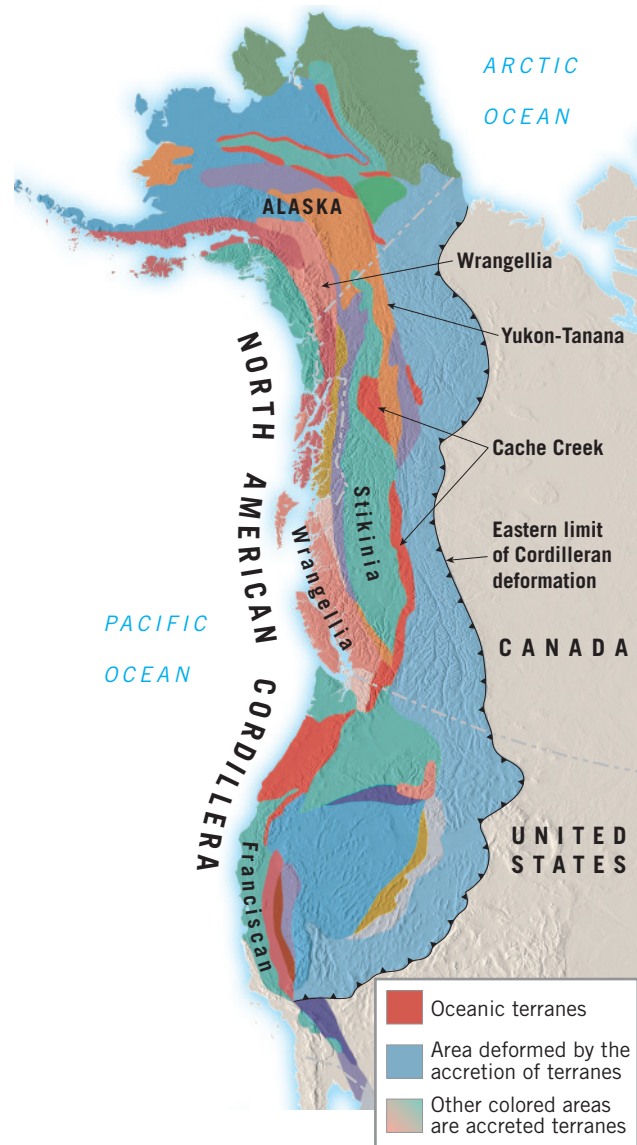 ARCTIC
OCEAN
ALASKA
Wrangellia
Yukon-Tanana
Cache Creek
Eastern limit
of Cordilleran
deformation
NORTH AMERICAN CORDILLERA
Stikinia
Wrangellia
PACIFIC
OCEAN
CANADA
UNITED
STATES
Franciscan
Oceanic terranes
Area deformed by the
accretion of terranes
Other colored areas
are accreted terranes